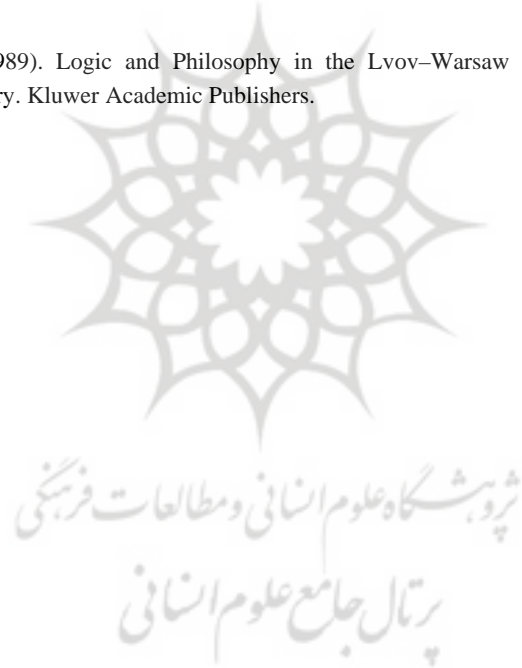 989). Logic and Philosophy in the Lvov–Warsaw
ry. Kluwer Academic Publishers.
پژوهشگاه علوم انسانی و مطالعات فرهنگی
پرتال جامع علوم انسانی